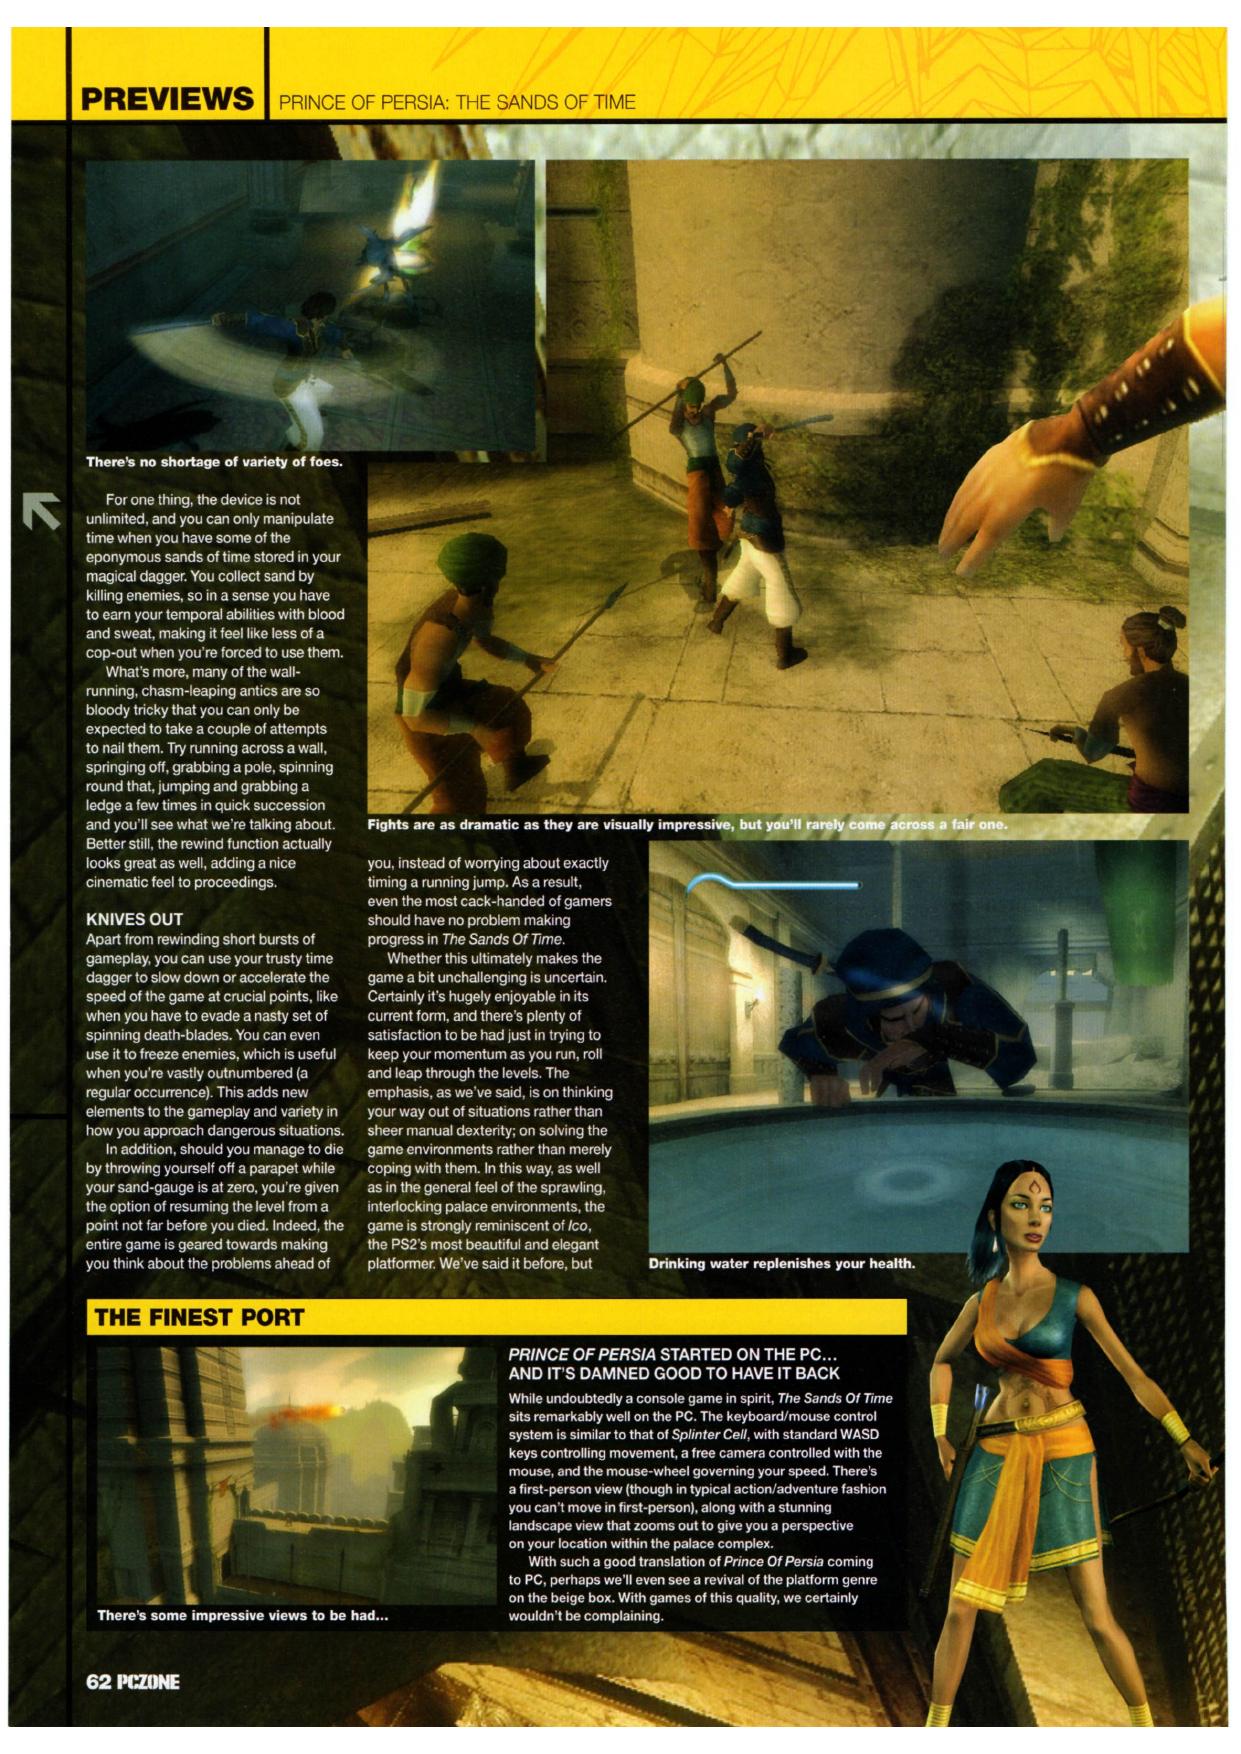 PREVIEWS
PRINCE OF PERSIA: THE SANDS OF TIME
There's no shortage of variety of foes.
For one thing, the device is not
unlimited, and you can only manipulate
time when you have some of the
eponymous sands of time stored in your
magical dagger. You collect sand by
killing enemies, so in a sense you have
to earn your temporal abilities with blood
and sweat, making it feel like less of a
cop-out when you're forced to use them.
What's more, many of the wall-
running, chasm-leaping antics are so
bloody tricky that you can only be
expected to take a couple of attempts
to nail them. Try running across a wall,
springing off, grabbing a pole, spinning
round that, jumping and grabbing a
ledge a few times in quick succession
and you'll see what we're talking about.
Better still, the rewind function actually
looks great as well, adding a nice
cinematic feel to proceedings.
KNIVES OUT
Apart from rewinding short bursts of
gameplay, you can use your trusty time
dagger to slow down or accelerate the
speed of the game at crucial points, like
when you have to evade a nasty set of
spinning death-blades. You can even
use it to freeze enemies, which is useful
when you're vastly outnumbered (a
regular occurrence). This adds new
elements to the gameplay and variety in
how you approach dangerous situations.
In addition, should you manage to die
by throwing yourself off a parapet while
your sand-gauge is at zero, you're given
the option of resuming the level from a
point not far before you died. Indeed, the
entire game is geared towards making
you think about the problems ahead of
Fights are as dramatic as they are visually impressive, but you'll rarely come across a fair one.
you, instead of worrying about exactly
timing a running jump. As a result,
even the most cack-handed of gamers
should have no problem making
progress in The Sands Of Time.
Whether this ultimately makes the
game a bit unchallenging is uncertain.
Certainly it's hugely enjoyable in its
current form, and there's plenty of
satisfaction to be had just in trying to
keep your momentum as you run, roll
and leap through the levels. The
emphasis, as we've said, is on thinking
your way out of situations rather than
sheer manual dexterity; on solving the
game environments rather than merely
coping with them. In this way, as well
as in the general feel of the sprawling,
interlocking palace environments, the
game is strongly reminiscent of Ico,
the PS2's most beautiful and elegant
platformer. We've said it before, but
Drinking water replenishes your health.
THE FINEST PORT
PRINCE OF PERSIA STARTED ON THE PC...
AND IT'S DAMNED GOOD TO HAVE IT BACK
While undoubtedly a console game in spirit, The Sands Of Time
sits remarkably well on the PC. The keyboard/mouse control
system is similar to that of Splinter Cell, with standard WASD
keys controlling movement, a free camera controlled with the
mouse, and the mouse-wheel governing your speed. There's
a first-person view (though in typical action/adventure fashion
you can't move in first-person), along with a stunning
landscape view that zooms out to give you a perspective
on your location within the palace complex.
With such a good translation of Prince Of Persia coming
to PC, perhaps we'll even see a revival of the platform genre
on the beige box. With games of this quality, we certainly
wouldn't be complaining.
There's some impressive views to be had...
62 PCZONE